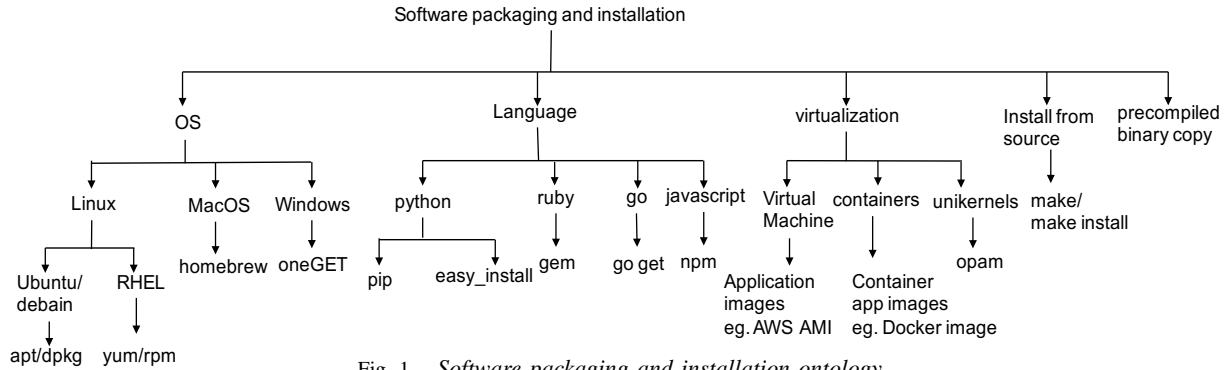 Software packaging and installation
OS
Language
virtualization
Install from
source
precompiled
binary copy
Linux
MacOS
Windows
python
ruby
go
javascript
Virtual
Machine
containers
unikernels
make/
make install
Ubuntu/
debain
RHEL
homebrew
oneGET
pip
easy_install
gem
go get
npm
Application
images
eg. AWS AMI
Container
app images
eg. Docker image
opam
apt/dpkg
yum/rpm
Fig. 1. Software packaging and installation ontology